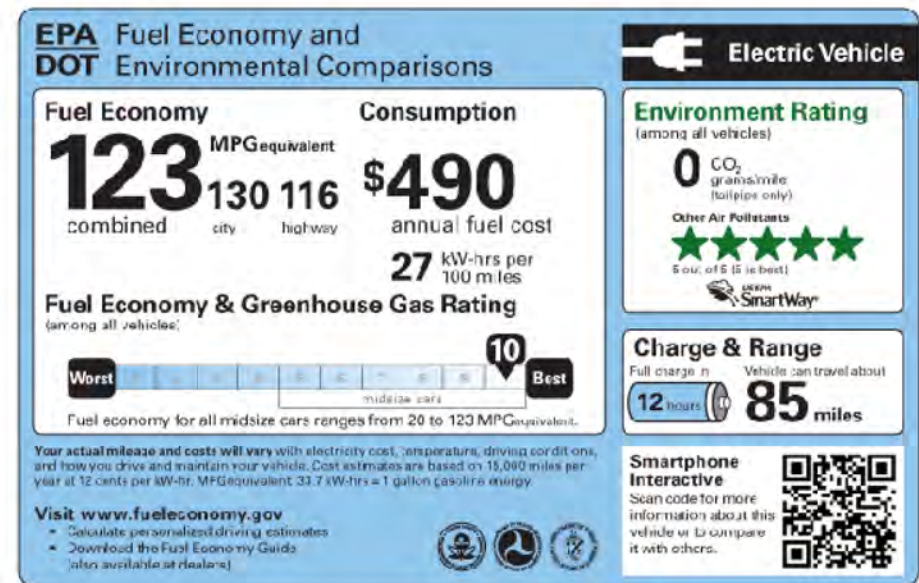 EPA Fuel Economy and
DOT Environmental Comparisons
Electric Vehicle
Fuel Economy
123 MPGequivalent
130 116
combined city highway
Consumption
$490
annual fuel cost
27 kW-hrs per
100 miles
Fuel Economy & Greenhouse Gas Rating
(among all vehicles)
10
Worst Best
midsize cars
Fuel economy for all midsize cars ranges from 20 to 123 MPGequivalent.
Environment Rating
(among all vehicles)
0 CO2
grams/mile
(tailpipe only)
Other Air Pollutants
5 out of 5 (5 is best)
SmartWay
Charge & Range
Full charge in
12 hours
Vehicle can travel about
85 miles
Your actual mileage and costs will vary with electricity cost, temperature, driving conditions,
and how you drive and maintain your vehicle. Cost estimates are based on 15,000 miles per
year at 12 cents per kW-hr. MPGequivalent: 33.7 kW-hrs = 1 gallon gasoline energy.
Visit www.fueleconomy.gov
• Calculate personalized driving estimates
• Download the Fuel Economy Guide
(also available at dealers)
Smartphone
Interactive
Scan code for more
information about this
vehicle or to compare
it with others.